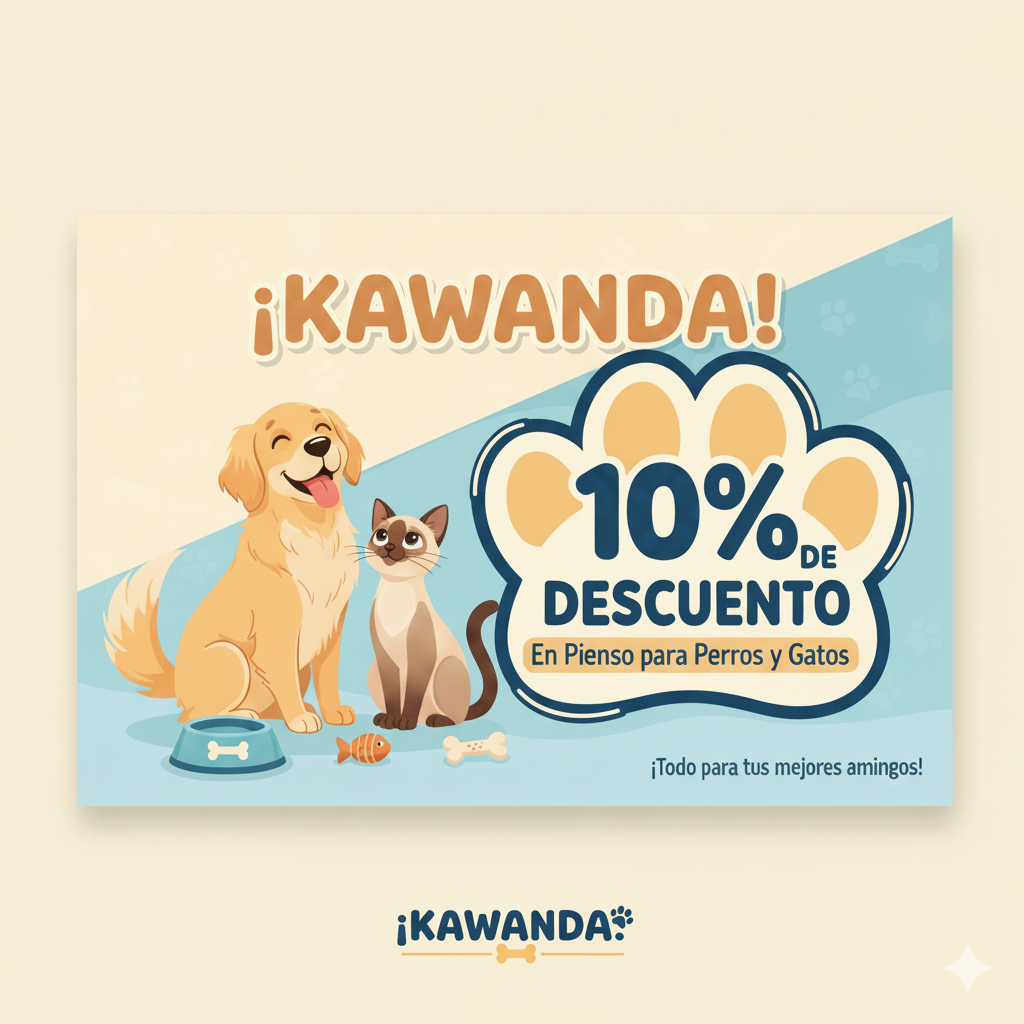 ¡KAWANDA!
10% DE
DESCUENTO
En Pienso para Perros y Gatos
¡Todo para tus mejores amingos!
¡KAWANDA!